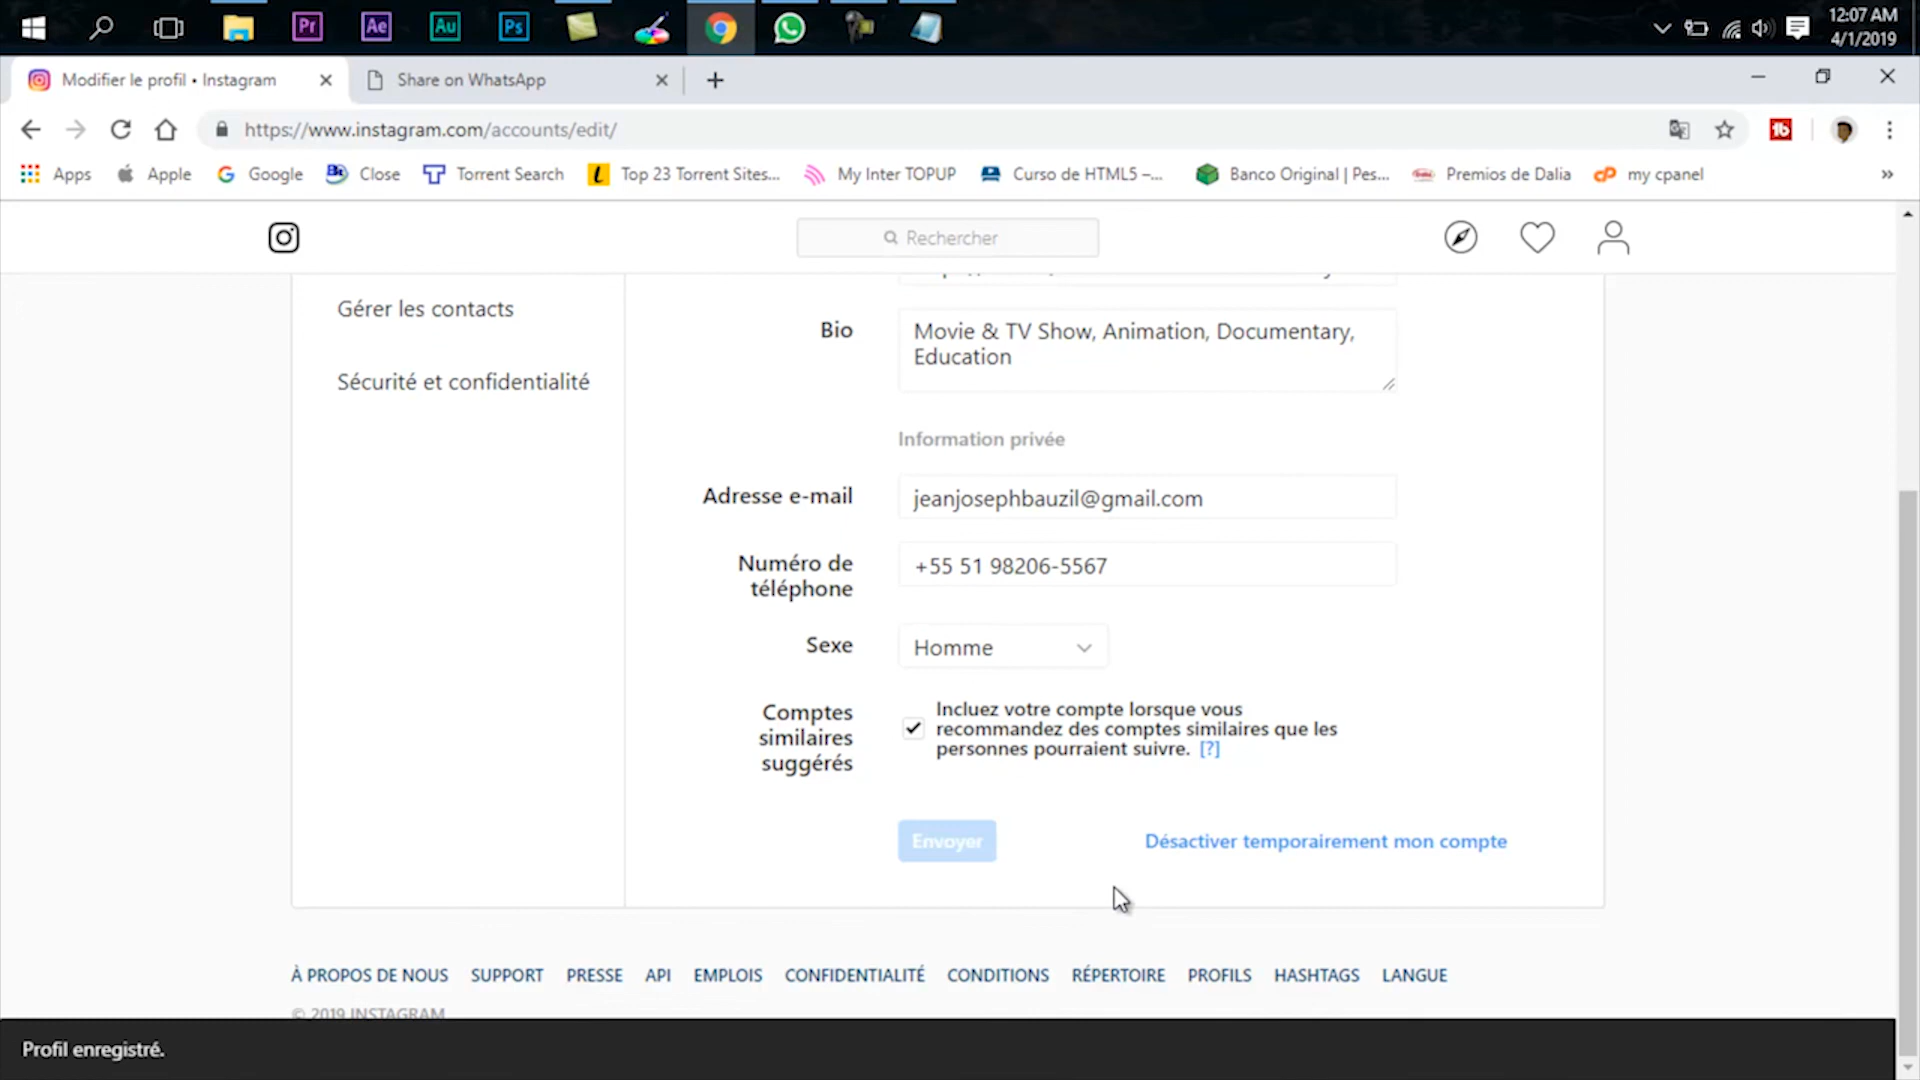 Pr Ae Au Ps
12:07 AM
4/1/2019
Modifier le profil • Instagram
Share on WhatsApp
https://www.instagram.com/accounts/edit/
Apps Apple Google Close Torrent Search Top 23 Torrent Sites... My Inter TOPUP Curso de HTML5 –... Banco Original | Pes... Premios de Dalia my cpanel »
Rechercher
Gérer les contacts
Sécurité et confidentialité
Bio
Movie & TV Show, Animation, Documentary,
Education
Information privée
Adresse e-mail
jeanjosephbauzil@gmail.com
Numéro de
téléphone
+55 51 98206-5567
Sexe
Homme
Comptes
similaires
suggérés
Incluez votre compte lorsque vous
recommandez des comptes similaires que les
personnes pourraient suivre. [?]
Envoyer
Désactiver temporairement mon compte
À PROPOS DE NOUS SUPPORT PRESSE API EMPLOIS CONFIDENTIALITÉ CONDITIONS RÉPERTOIRE PROFILS HASHTAGS LANGUE
© 2019 INSTAGRAM
Profil enregistré.